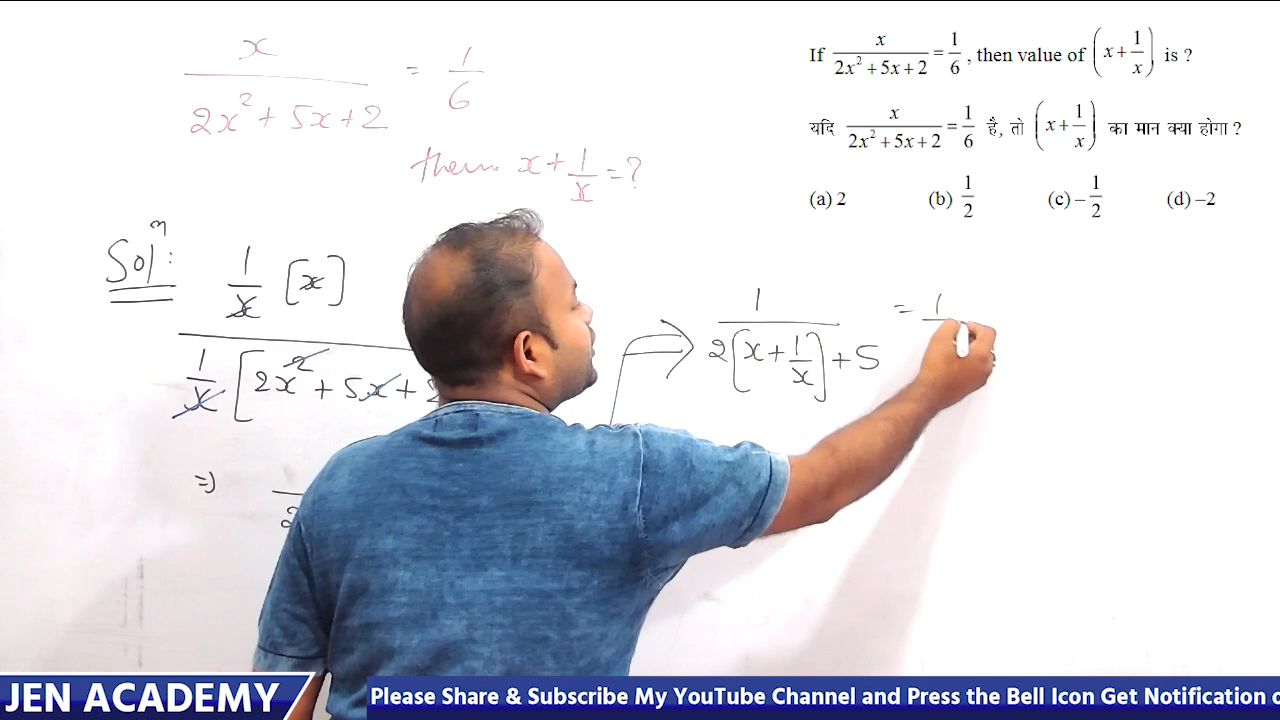 x / 2x² + 5x + 2 = 1/6
then x + 1/x = ?
Solⁿ:
1/x [x]
1/x [2x² + 5x +
⇒
2
⇒ 1 / 2[x + 1/x] + 5 = 1
If x / 2x² + 5x + 2 = 1/6 , then value of (x + 1/x) is ?
यदि x / 2x² + 5x + 2 = 1/6 है, तो (x + 1/x) का मान क्या होगा ?
(a) 2 (b) 1/2 (c) – 1/2 (d) –2
JEN ACADEMY
Please Share & Subscribe My YouTube Channel and Press the Bell Icon Get Notification